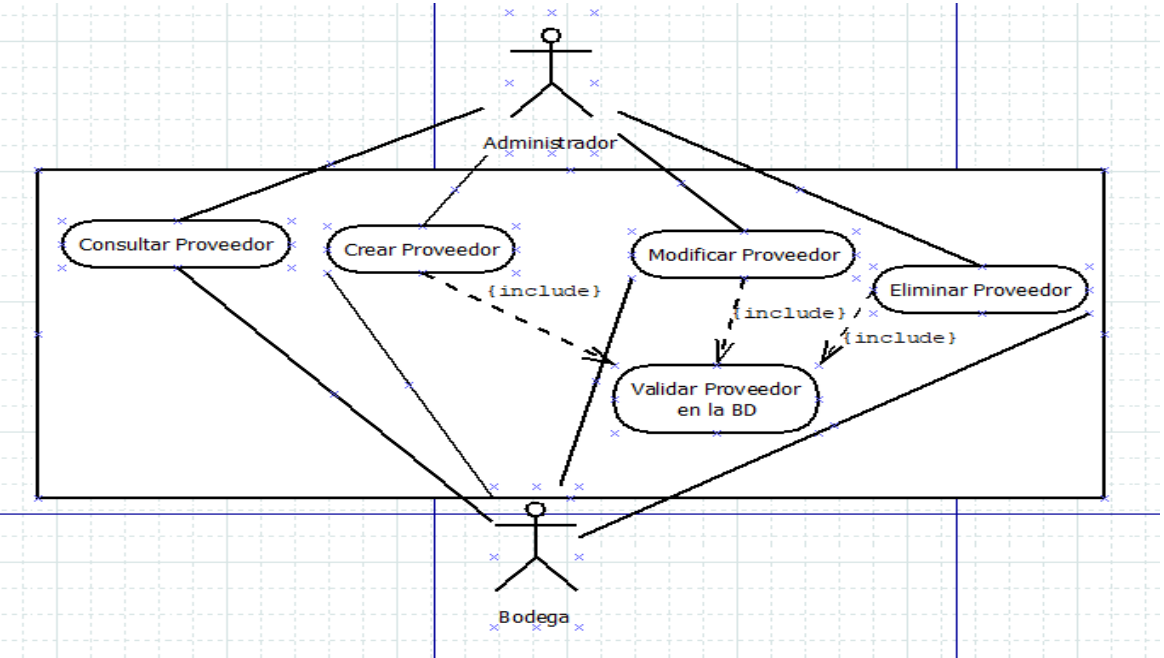 Administrador
Consultar Proveedor
Crear Proveedor
Modificar Proveedor
Eliminar Proveedor
{include}
{include}
{include}
Validar Proveedor
en la BD
Bodega